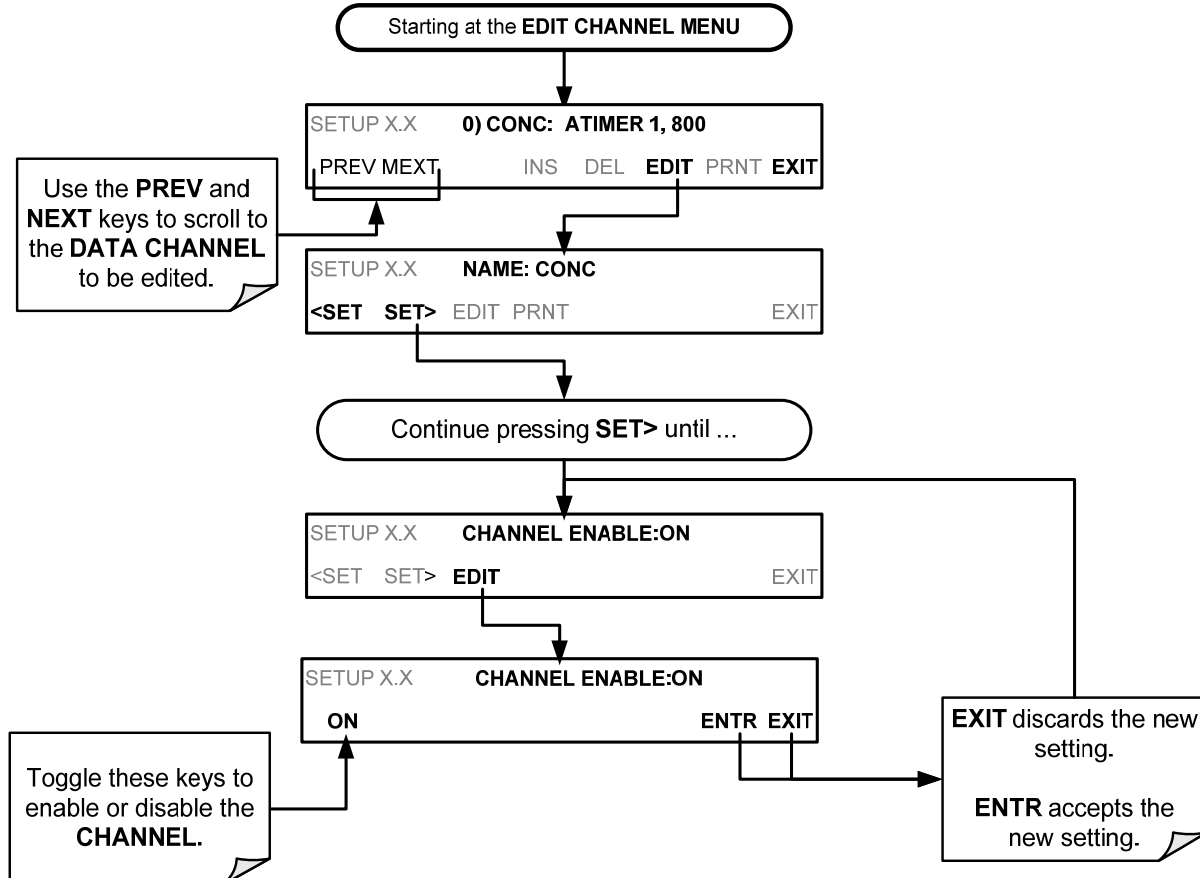 Starting at the EDIT CHANNEL MENU
SETUP X.X 0) CONC: ATIMER 1, 800
PREV MEXT INS DEL EDIT PRNT EXIT
Use the PREV and
NEXT keys to scroll to
the DATA CHANNEL
to be edited.
SETUP X.X NAME: CONC
<SET SET> EDIT PRNT EXIT
Continue pressing SET> until ...
SETUP X.X CHANNEL ENABLE:ON
<SET SET> EDIT EXIT
SETUP X.X CHANNEL ENABLE:ON
ON ENTR EXIT
Toggle these keys to
enable or disable the
CHANNEL.
EXIT discards the new
setting.
ENTR accepts the
new setting.